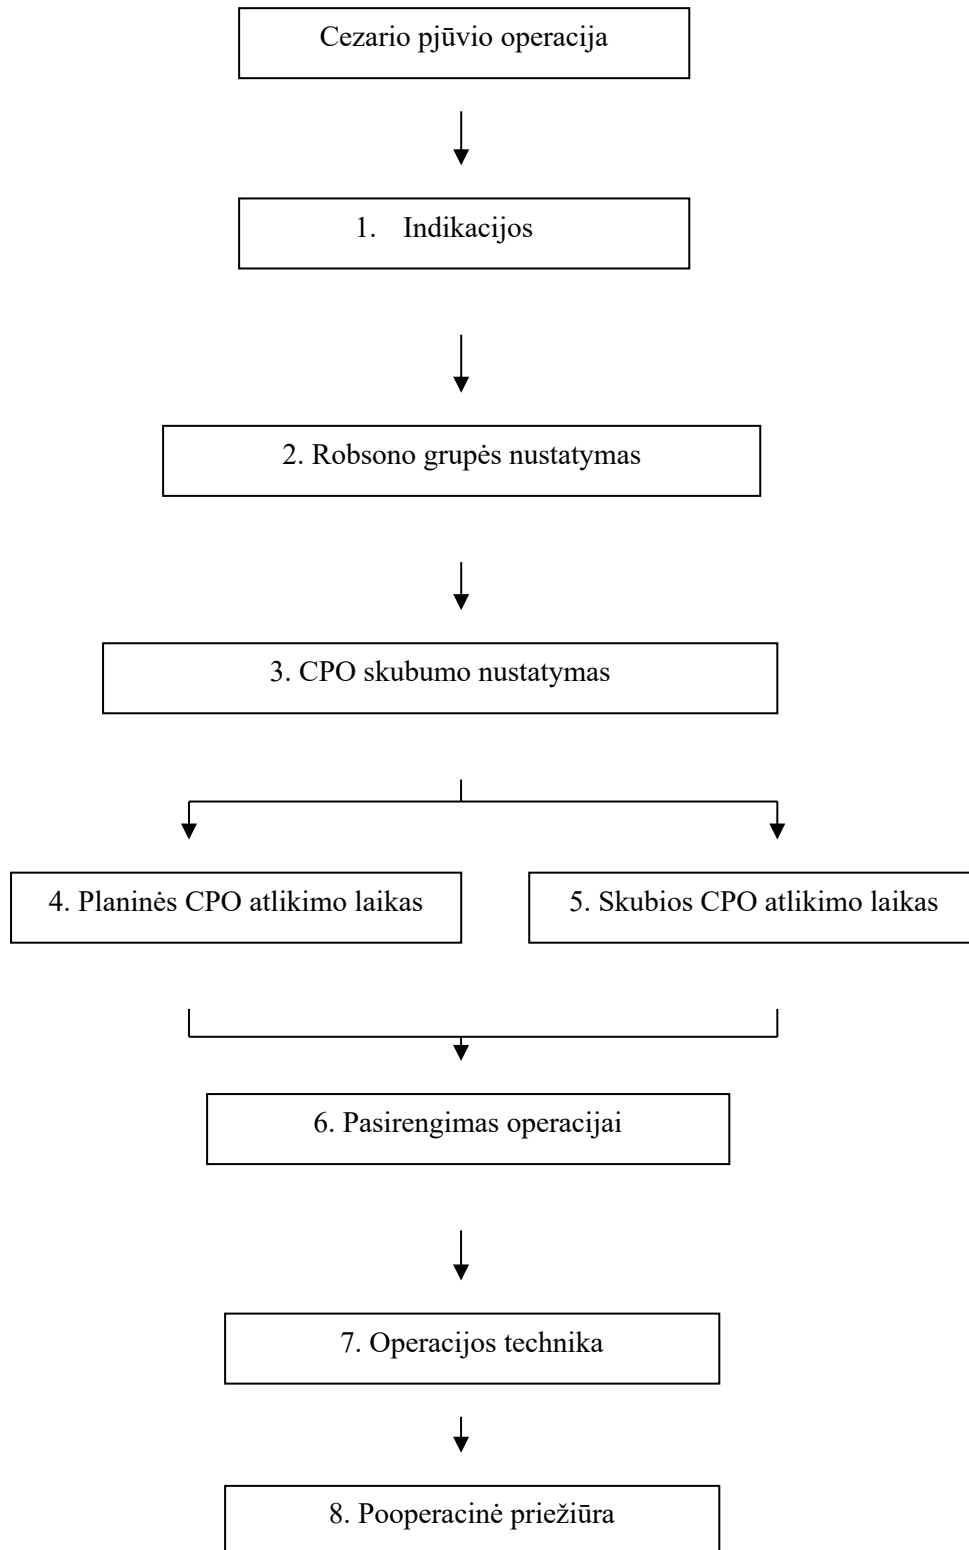 Cezario pjūvio operacija
1. Indikacijos
2. Robsono grupės nustatymas
3. CPO skubumo nustatymas
4. Planinės CPO atlikimo laikas
5. Skubios CPO atlikimo laikas
6. Pasirengimas operacijai
7. Operacijos technika
8. Pooperacinė priežiūra